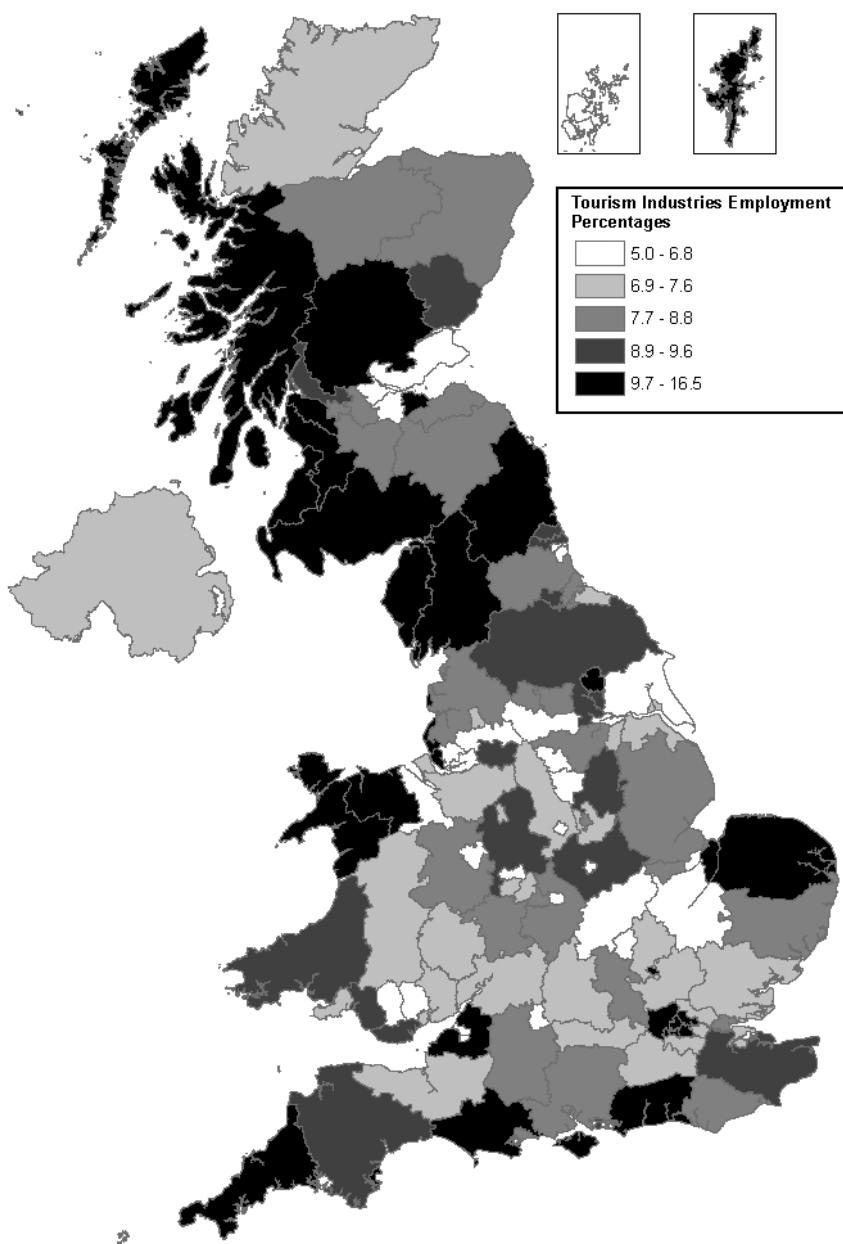 Tourism Industries Employment
Percentages
5.0 - 6.8
6.9 - 7.6
7.7 - 8.8
8.9 - 9.6
9.7 - 16.5